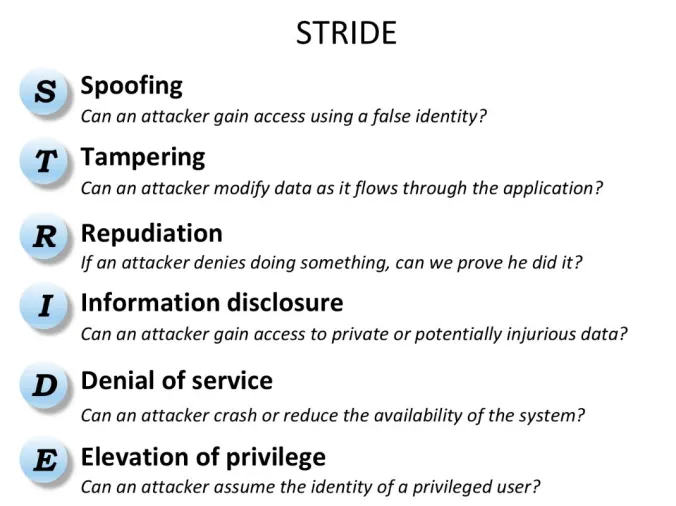 STRIDE
S Spoofing
Can an attacker gain access using a false identity?
T Tampering
Can an attacker modify data as it flows through the application?
R Repudiation
If an attacker denies doing something, can we prove he did it?
I Information disclosure
Can an attacker gain access to private or potentially injurious data?
D Denial of service
Can an attacker crash or reduce the availability of the system?
E Elevation of privilege
Can an attacker assume the identity of a privileged user?